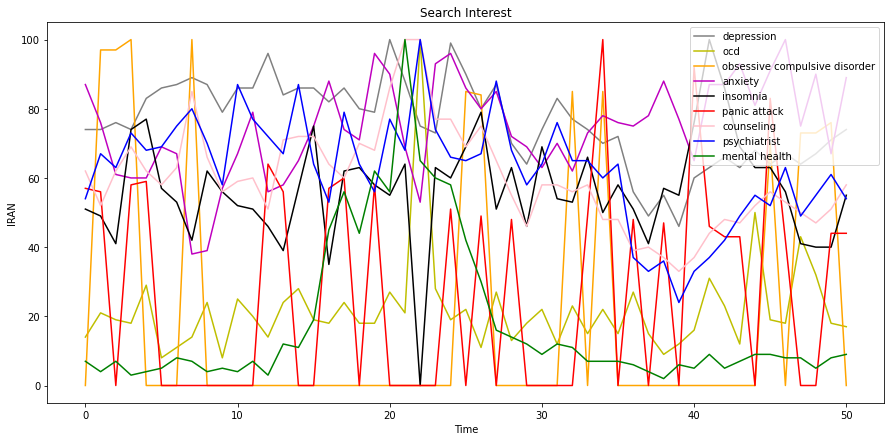 Search Interest
100
80
60
40
20
0
IRAN
0
10
20
30
40
50
Time
depression
ocd
obsessive compulsive disorder
anxiety
insomnia
panic attack
counseling
psychiatrist
mental health